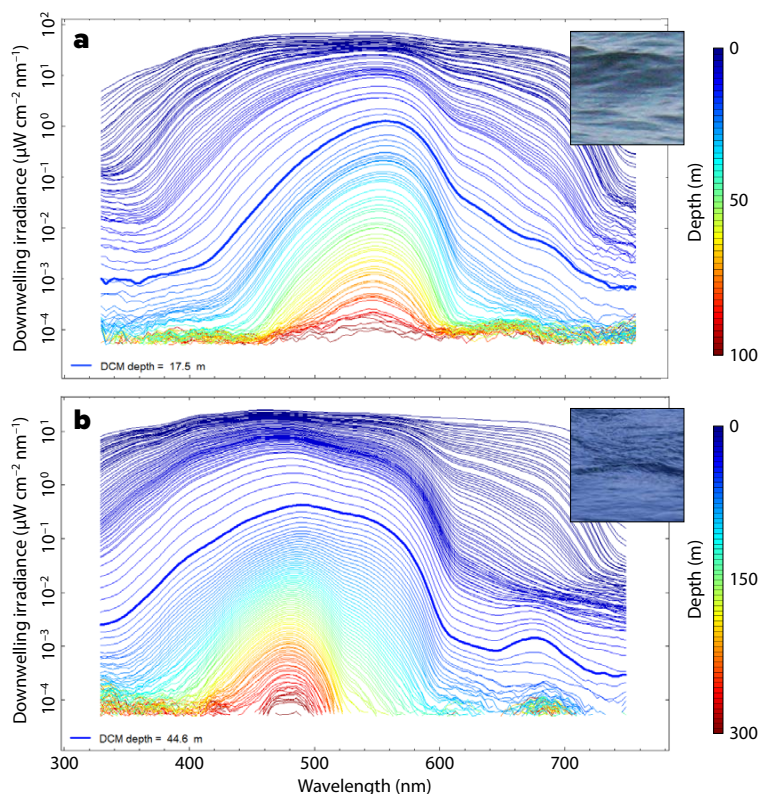 a
10²
10¹
10⁰
10⁻¹
10⁻²
10⁻³
10⁻⁴
Downwelling irradiance (µW cm⁻² nm⁻¹)
DCM depth = 17.5 m
0
50
100
Depth (m)
b
10¹
10⁰
10⁻¹
10⁻²
10⁻³
10⁻⁴
Downwelling irradiance (µW cm⁻² nm⁻¹)
DCM depth = 44.6 m
0
150
300
Depth (m)
300 400 500 600 700
Wavelength (nm)